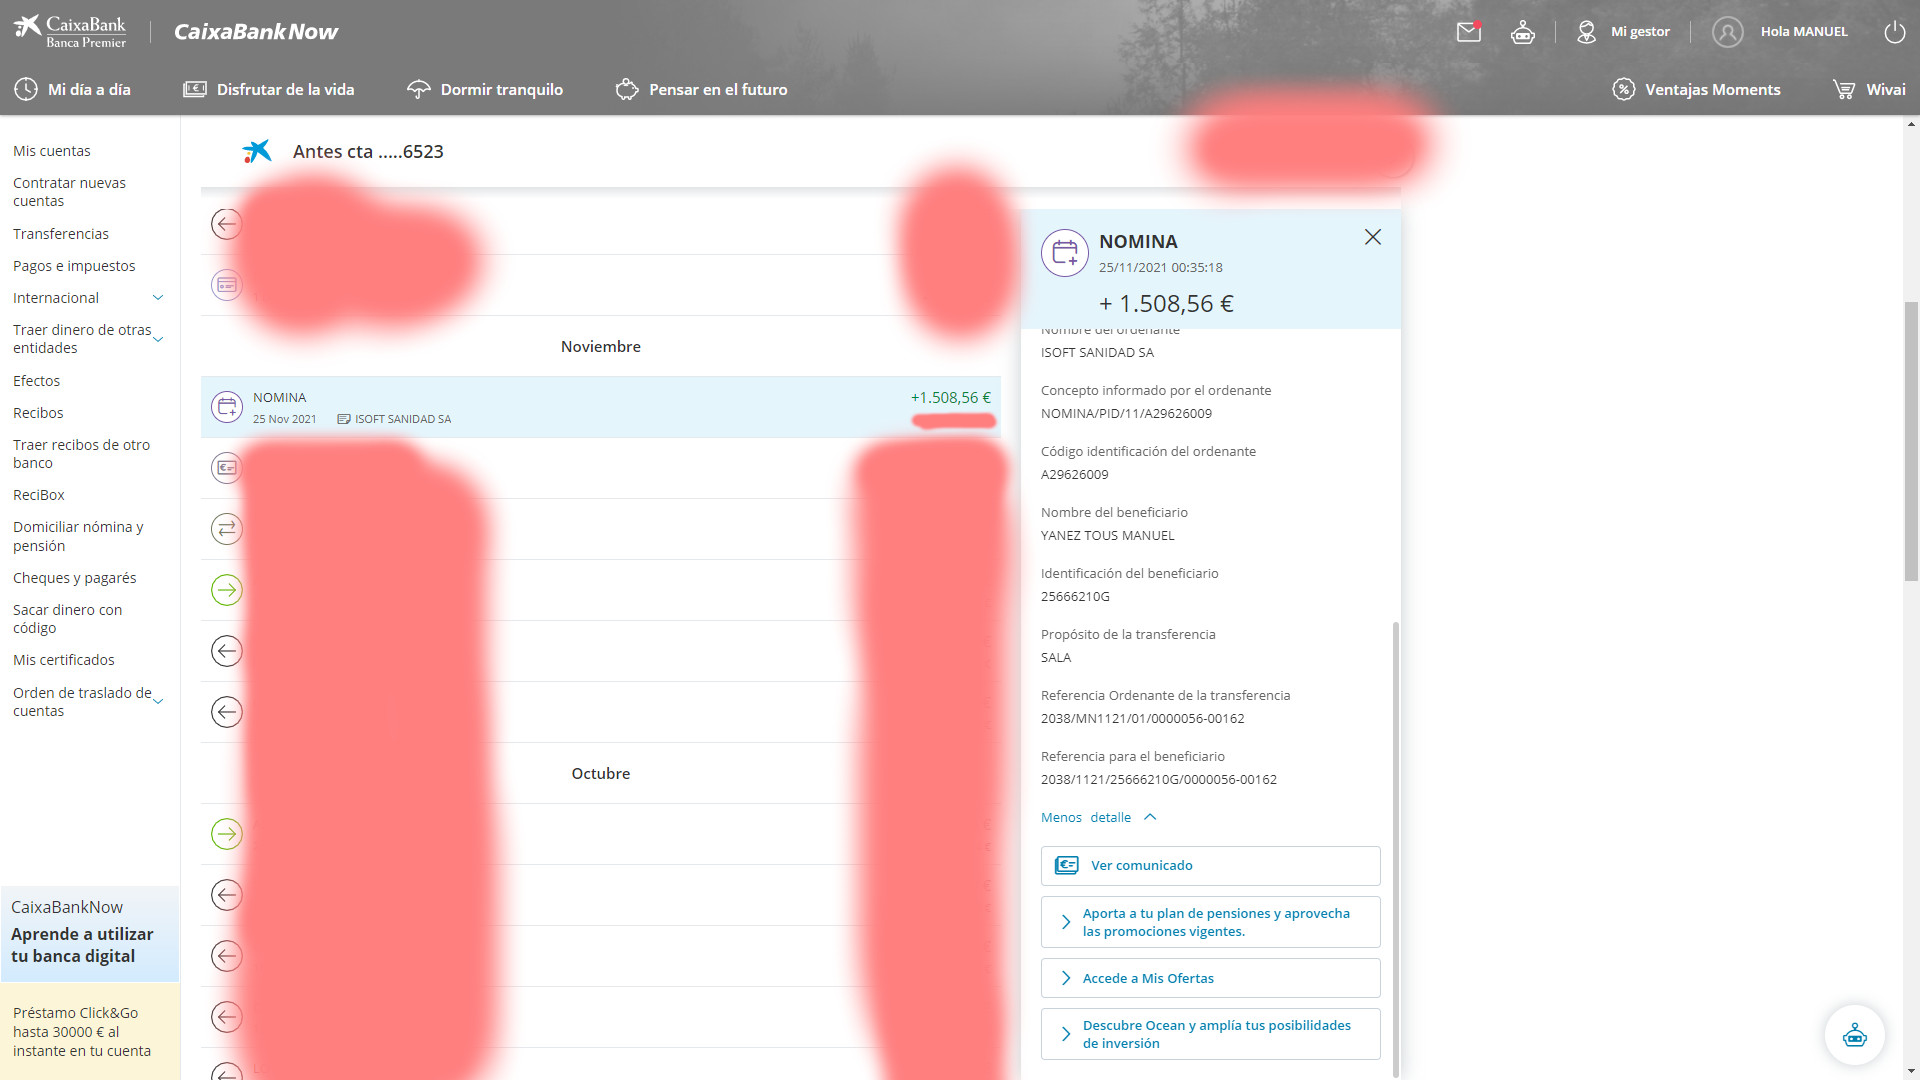 CaixaBank
Banca Premier
CaixaBankNow
Mi gestor
Hola MANUEL
Mi día a día
Disfrutar de la vida
Dormir tranquilo
Pensar en el futuro
Ventajas Moments
Wivai
Mis cuentas
Contratar nuevas
cuentas
Transferencias
Pagos e impuestos
Internacional
Traer dinero de otras
entidades
Efectos
Recibos
Traer recibos de otro
banco
ReciBox
Domiciliar nómina y
pensión
Cheques y pagarés
Sacar dinero con
código
Mis certificados
Orden de traslado de
cuentas
CaixaBankNow
Aprende a utilizar
tu banca digital
Préstamo Click&Go
hasta 30000 € al
instante en tu cuenta
Antes cta .....6523
Noviembre
NOMINA
+1.508,56 €
25 Nov 2021
ISOFT SANIDAD SA
Octubre
NOMINA
25/11/2021 00:35:18
+ 1.508,56 €
Nombre del ordenante
ISOFT SANIDAD SA
Concepto informado por el ordenante
NOMINA/PID/11/A29626009
Código identificación del ordenante
A29626009
Nombre del beneficiario
YANEZ TOUS MANUEL
Identificación del beneficiario
25666210G
Propósito de la transferencia
SALA
Referencia Ordenante de la transferencia
2038/MN1121/01/0000056-00162
Referencia para el beneficiario
2038/1121/25666210G/0000056-00162
Menos detalle
Ver comunicado
Aporta a tu plan de pensiones y aprovecha
las promociones vigentes.
Accede a Mis Ofertas
Descubre Ocean y amplía tus posibilidades
de inversión